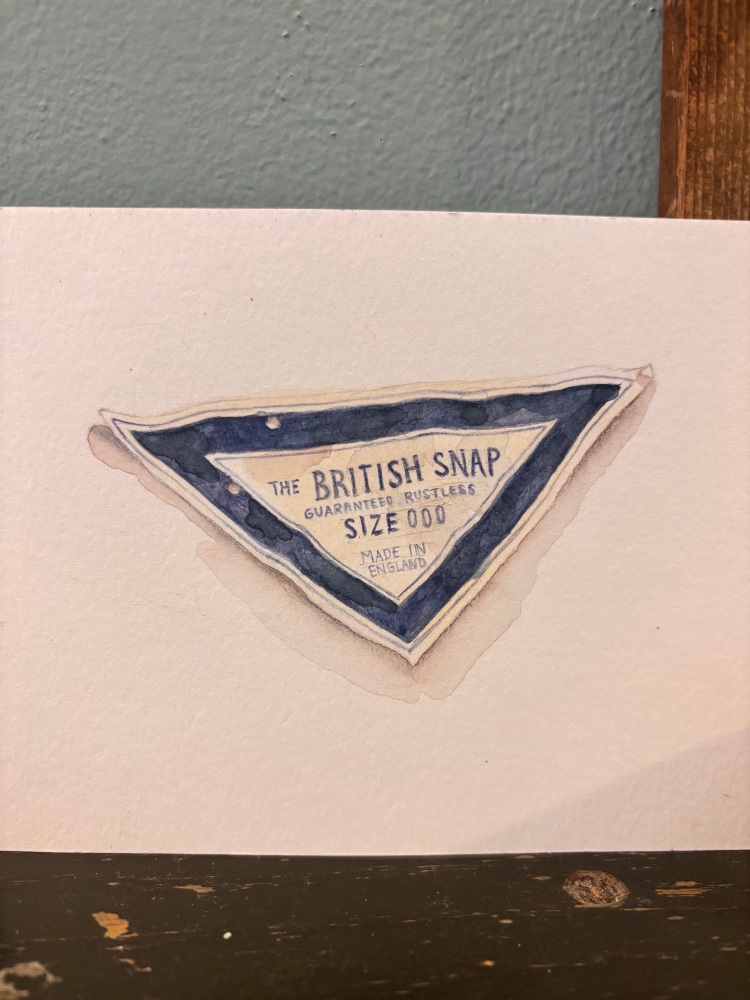 THE BRITISH SNAP
GUARANTEED RUSTLESS
SIZE 000
MADE IN
ENGLAND